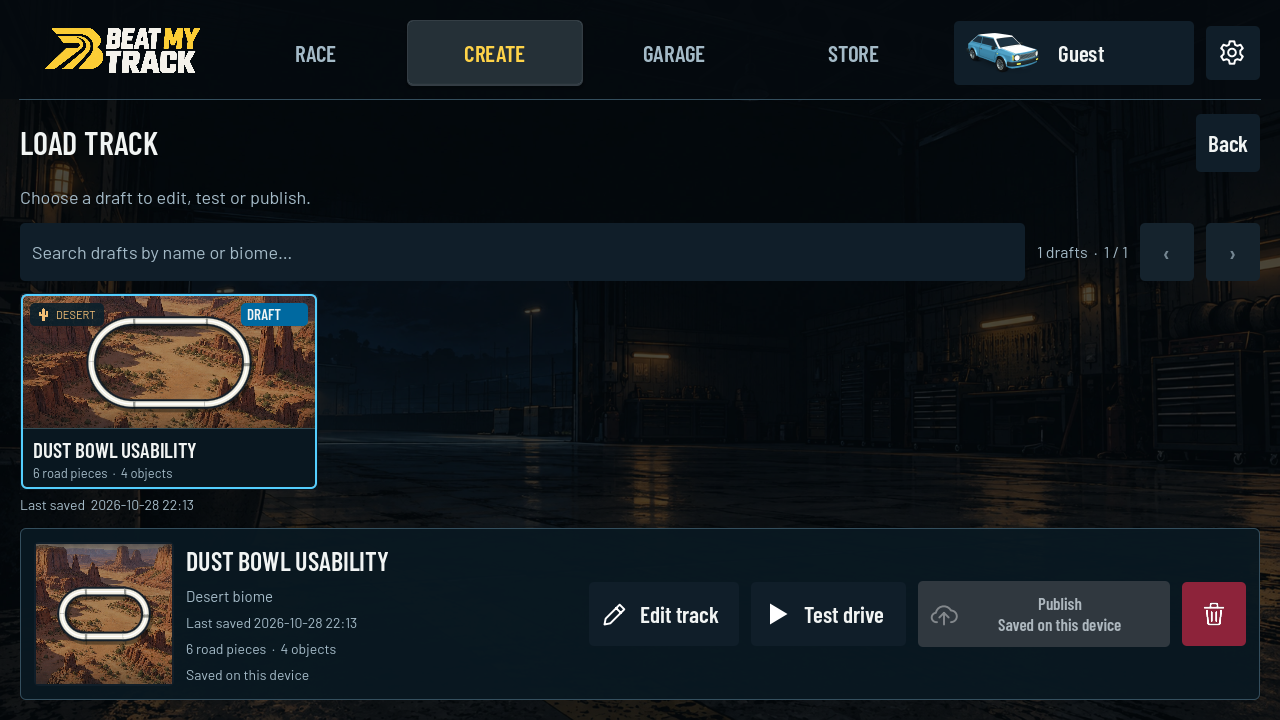 BEAT MY
TRACK
RACE
CREATE
GARAGE
STORE
Guest
LOAD TRACK
Back
Choose a draft to edit, test or publish.
Search drafts by name or biome...
1 drafts · 1 / 1
‹
›
DESERT
DRAFT
DUST BOWL USABILITY
6 road pieces · 4 objects
Last saved 2026-10-28 22:13
DUST BOWL USABILITY
Desert biome
Last saved 2026-10-28 22:13
6 road pieces · 4 objects
Saved on this device
Edit track
Test drive
Publish
Saved on this device